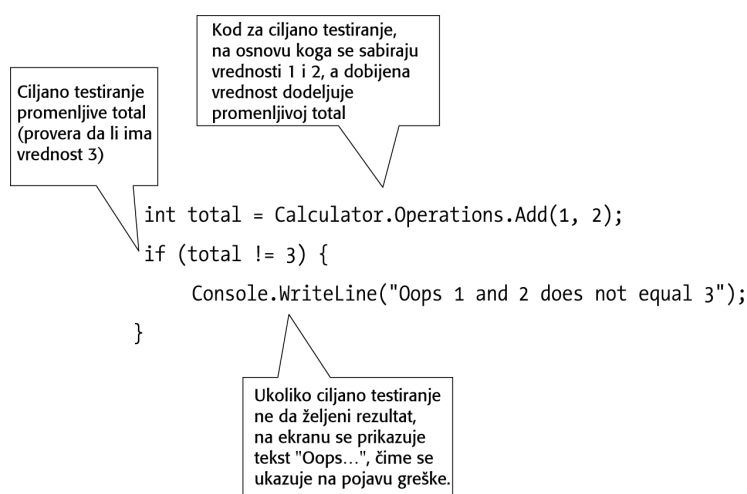 Kod za ciljano testiranje,
na osnovu koga se sabiraju
vrednosti 1 i 2, a dobijena
vrednost dodeljuje
promenljivoj total
Ciljano testiranje
promenljive total
(provera da li ima
vrednost 3)
int total = Calculator.Operations.Add(1, 2);
if (total != 3) {
Console.WriteLine("Oops 1 and 2 does not equal 3");
}
Ukoliko ciljano testiranje
ne da željeni rezultat,
na ekranu se prikazuje
tekst "Oops...", čime se
ukazuje na pojavu greške.